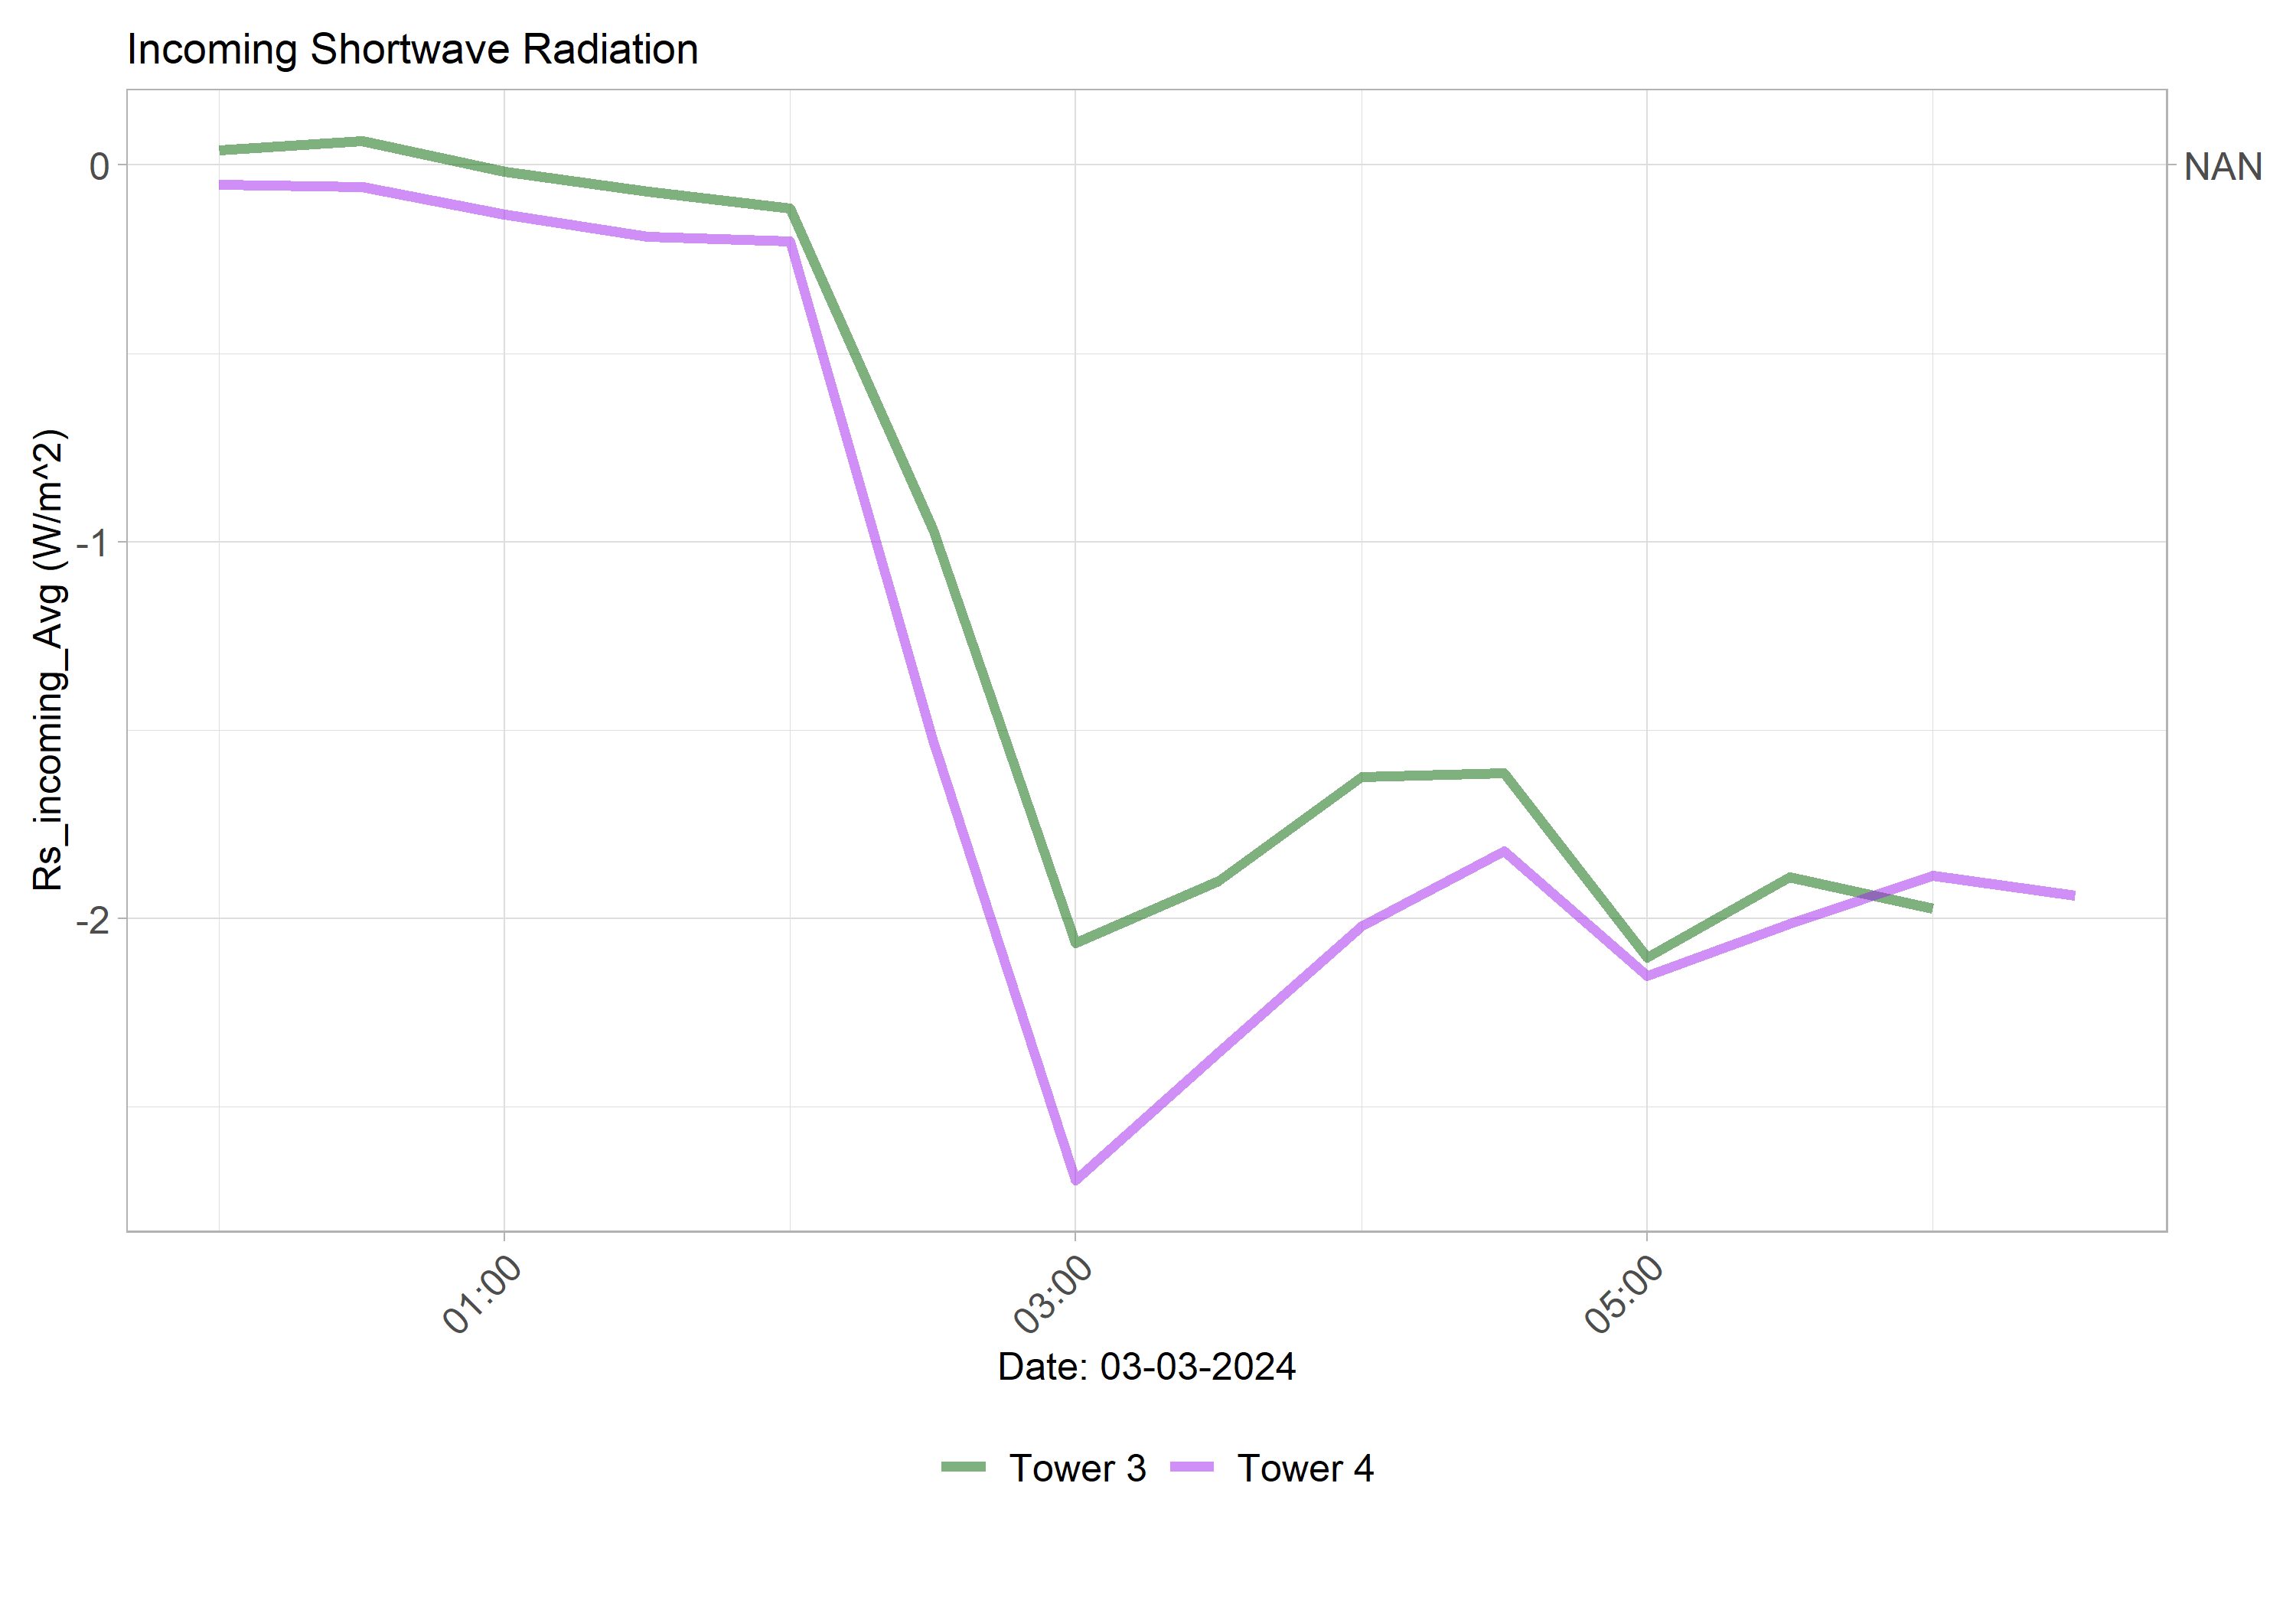 Incoming Shortwave Radiation
Rs_incoming_Avg (W/m^2)
0
-1
-2
NAN
01:00
03:00
05:00
Date: 03-03-2024
Tower 3
Tower 4